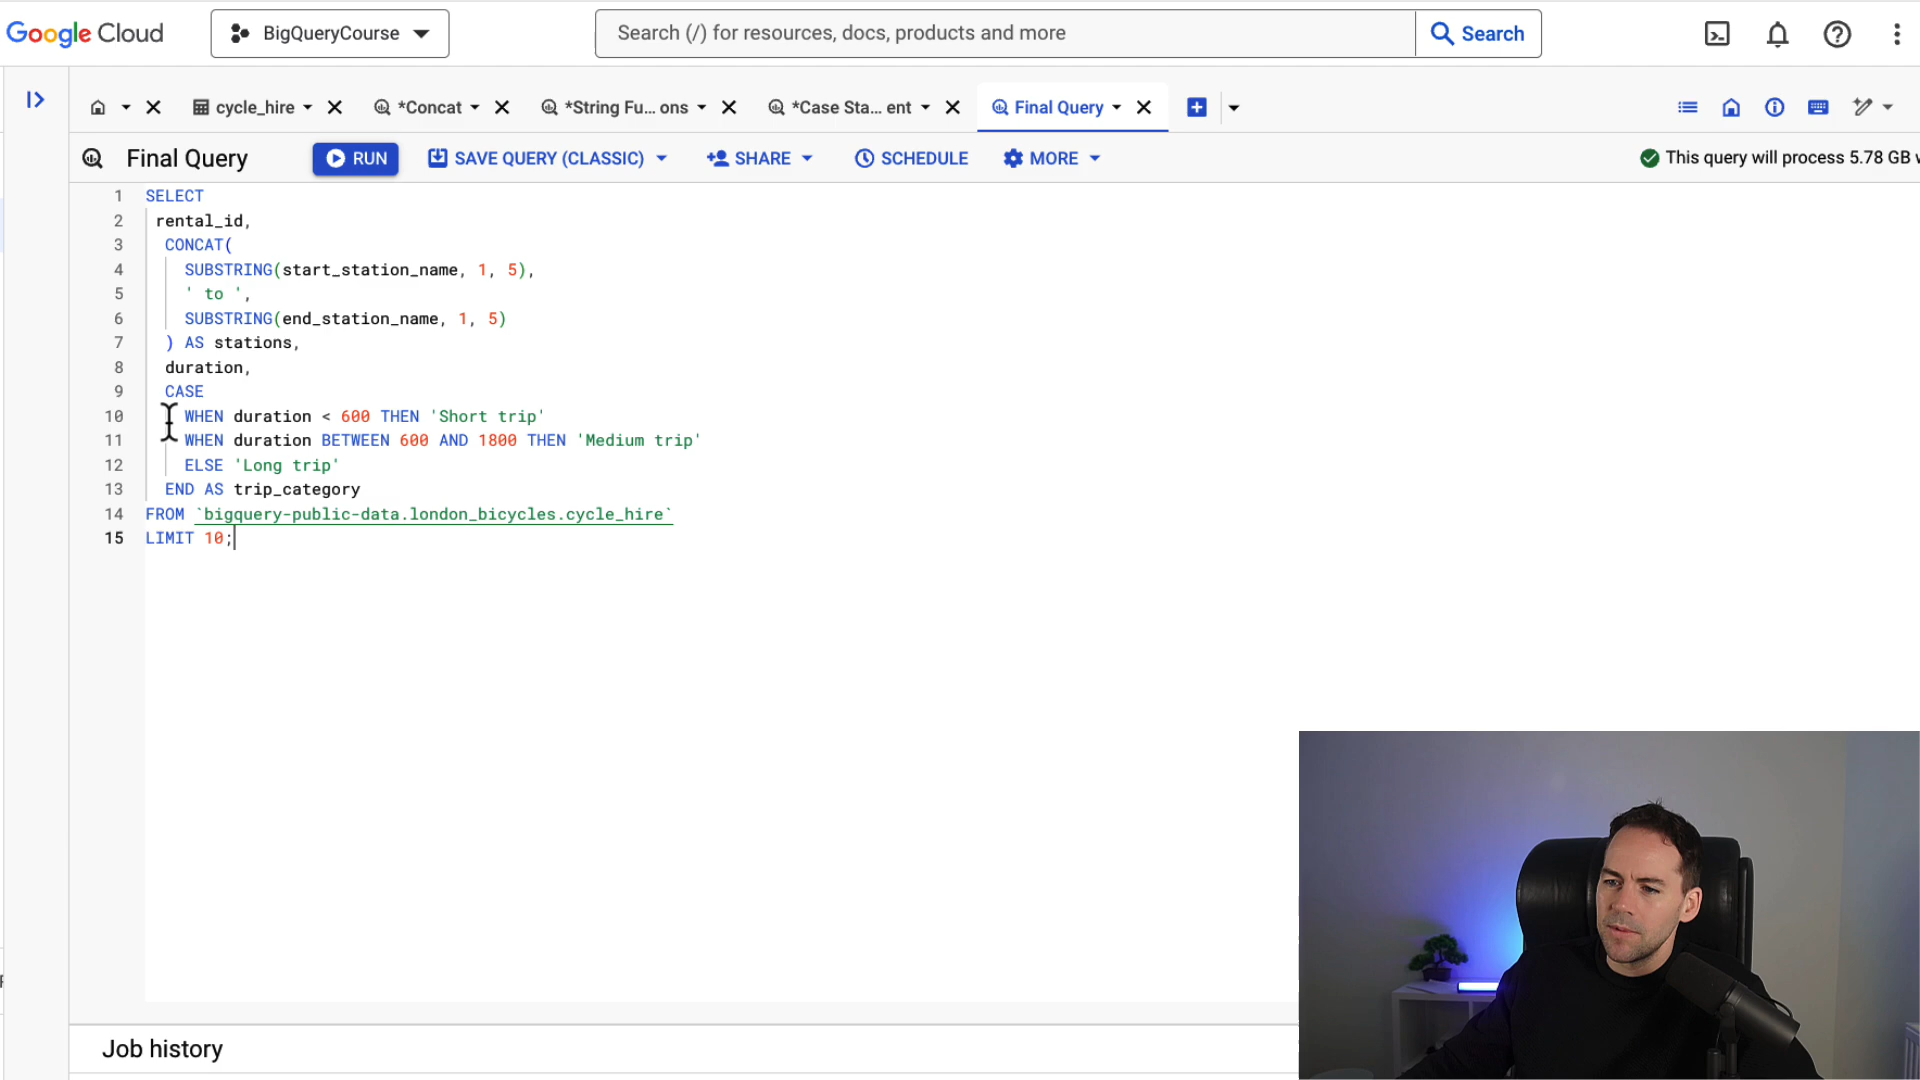 Google Cloud
BigQueryCourse
Search (/) for resources, docs, products and more
Search
cycle_hire
*Concat
*String Fu... ons
*Case Sta... ent
Final Query
Final Query
RUN
SAVE QUERY (CLASSIC)
SHARE
SCHEDULE
MORE
This query will process 5.78 GB w
1 SELECT
2 rental_id,
3 CONCAT(
4 SUBSTRING(start_station_name, 1, 5),
5 ' to ',
6 SUBSTRING(end_station_name, 1, 5)
7 ) AS stations,
8 duration,
9 CASE
10 WHEN duration < 600 THEN 'Short trip'
11 WHEN duration BETWEEN 600 AND 1800 THEN 'Medium trip'
12 ELSE 'Long trip'
13 END AS trip_category
14 FROM `bigquery-public-data.london_bicycles.cycle_hire`
15 LIMIT 10;
Job history